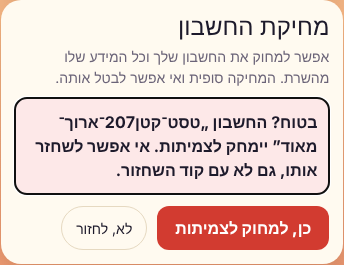 מחיקת החשבון
אפשר למחוק את החשבון שלך וכל המידע שלו
מהשרת. המחיקה סופית ואי אפשר לבטל אותה.
בטוח? החשבון „טסט־קטן207־ארוך־
מאוד” יימחק לצמיתות. אי אפשר לשחזר
אותו, גם לא עם קוד השחזור.
כן, למחוק לצמיתות
לא, לחזור